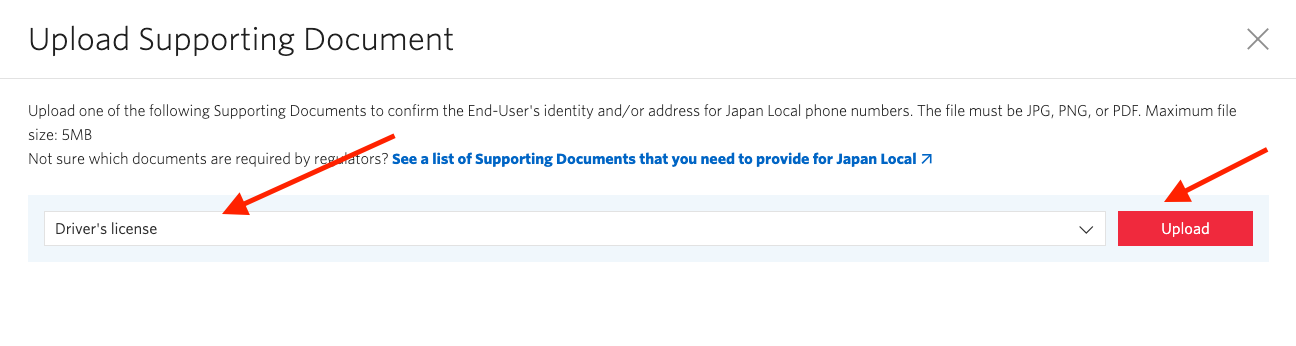 Upload Supporting Document
Upload one of the following Supporting Documents to confirm the End-User's identity and/or address for Japan Local phone numbers. The file must be JPG, PNG, or PDF. Maximum file
size: 5MB
Not sure which documents are required by regulators? See a list of Supporting Documents that you need to provide for Japan Local
Driver's license
Upload